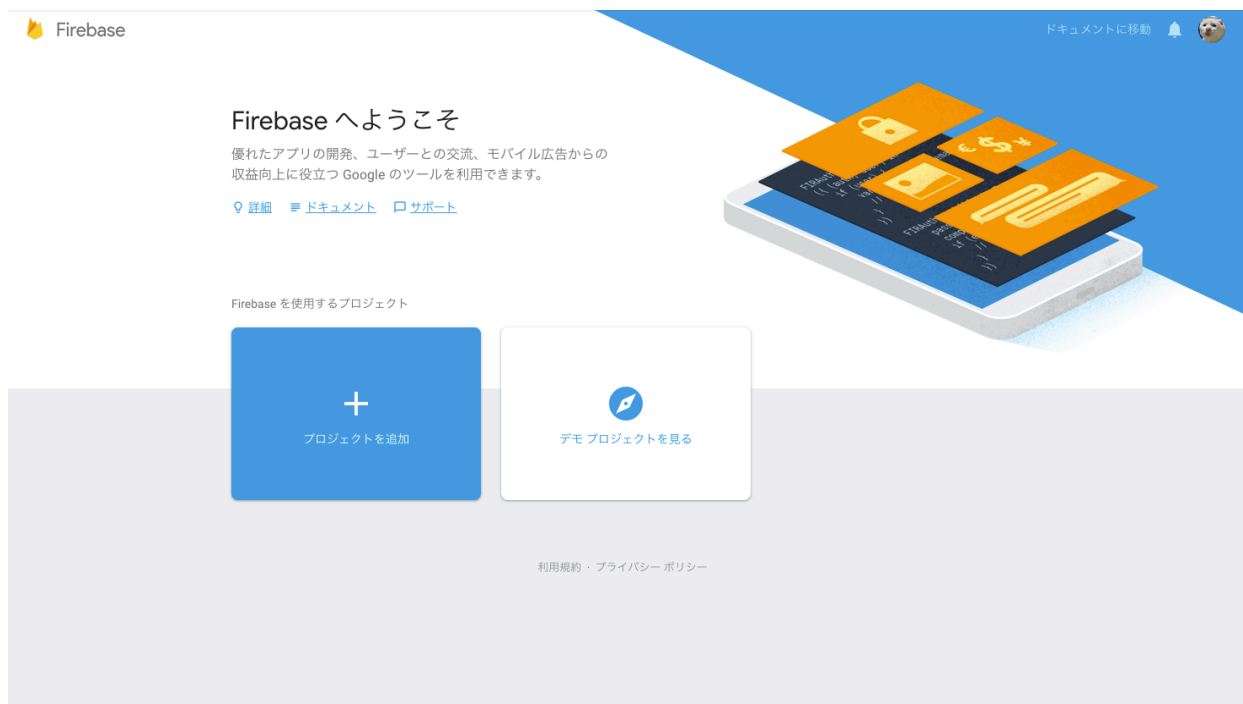 Firebase
ドキュメントに移動
Firebase へようこそ
優れたアプリの開発、ユーザーとの交流、モバイル広告からの
収益向上に役立つ Google のツールを利用できます。
詳細 ドキュメント サポート
Firebase を使用するプロジェクト
プロジェクトを追加
デモ プロジェクトを見る
利用規約 · プライバシー ポリシー